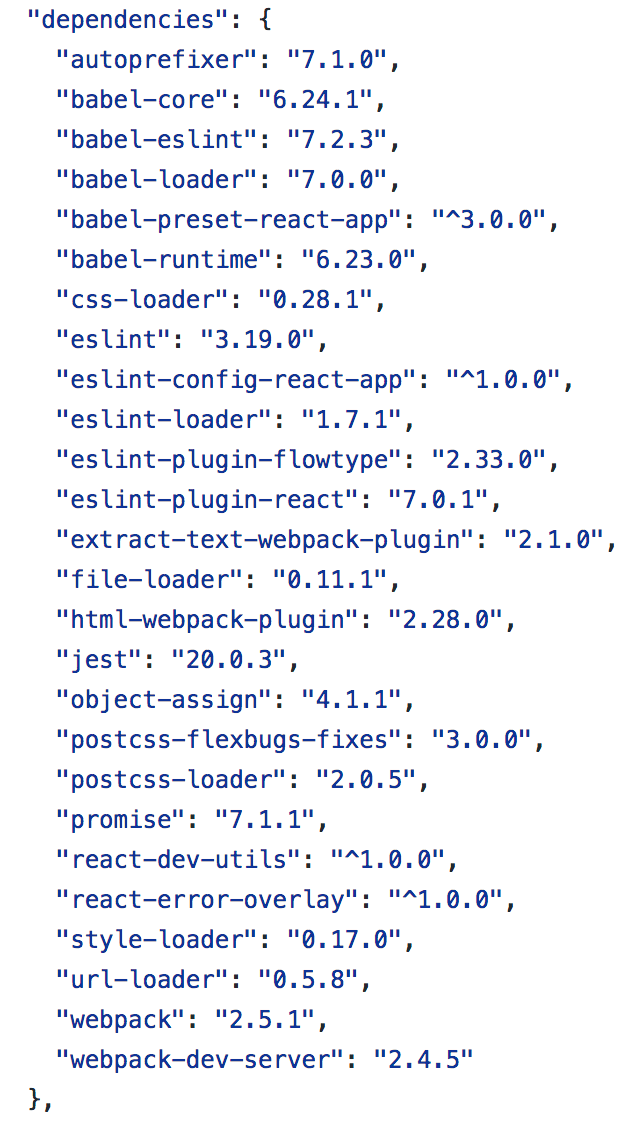 "dependencies": {
"autoprefixer": "7.1.0",
"babel-core": "6.24.1",
"babel-eslint": "7.2.3",
"babel-loader": "7.0.0",
"babel-preset-react-app": "^3.0.0",
"babel-runtime": "6.23.0",
"css-loader": "0.28.1",
"eslint": "3.19.0",
"eslint-config-react-app": "^1.0.0",
"eslint-loader": "1.7.1",
"eslint-plugin-flowtype": "2.33.0",
"eslint-plugin-react": "7.0.1",
"extract-text-webpack-plugin": "2.1.0",
"file-loader": "0.11.1",
"html-webpack-plugin": "2.28.0",
"jest": "20.0.3",
"object-assign": "4.1.1",
"postcss-flexbugs-fixes": "3.0.0",
"postcss-loader": "2.0.5",
"promise": "7.1.1",
"react-dev-utils": "^1.0.0",
"react-error-overlay": "^1.0.0",
"style-loader": "0.17.0",
"url-loader": "0.5.8",
"webpack": "2.5.1",
"webpack-dev-server": "2.4.5"
},